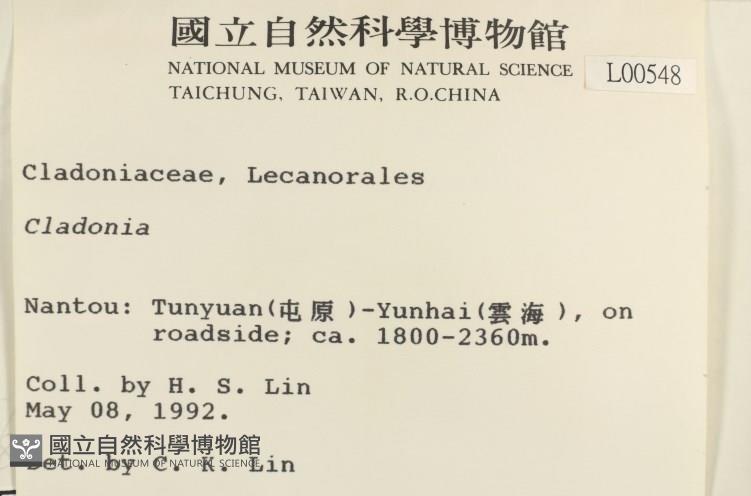 國立自然科學博物館
NATIONAL MUSEUM OF NATURAL SCIENCE
TAICHUNG, TAIWAN, R.O.CHINA
L00548
Cladoniaceae, Lecanorales
Cladonia
Nantou: Tunyuan(屯原)-Yunhai(雲海), on
roadside; ca. 1800-2360m.
Coll. by H. S. Lin
May 08, 1992.
國立自然科學博物館
NATIONAL MUSEUM OF NATURAL SCIENCE
Det. by C. K. Lin